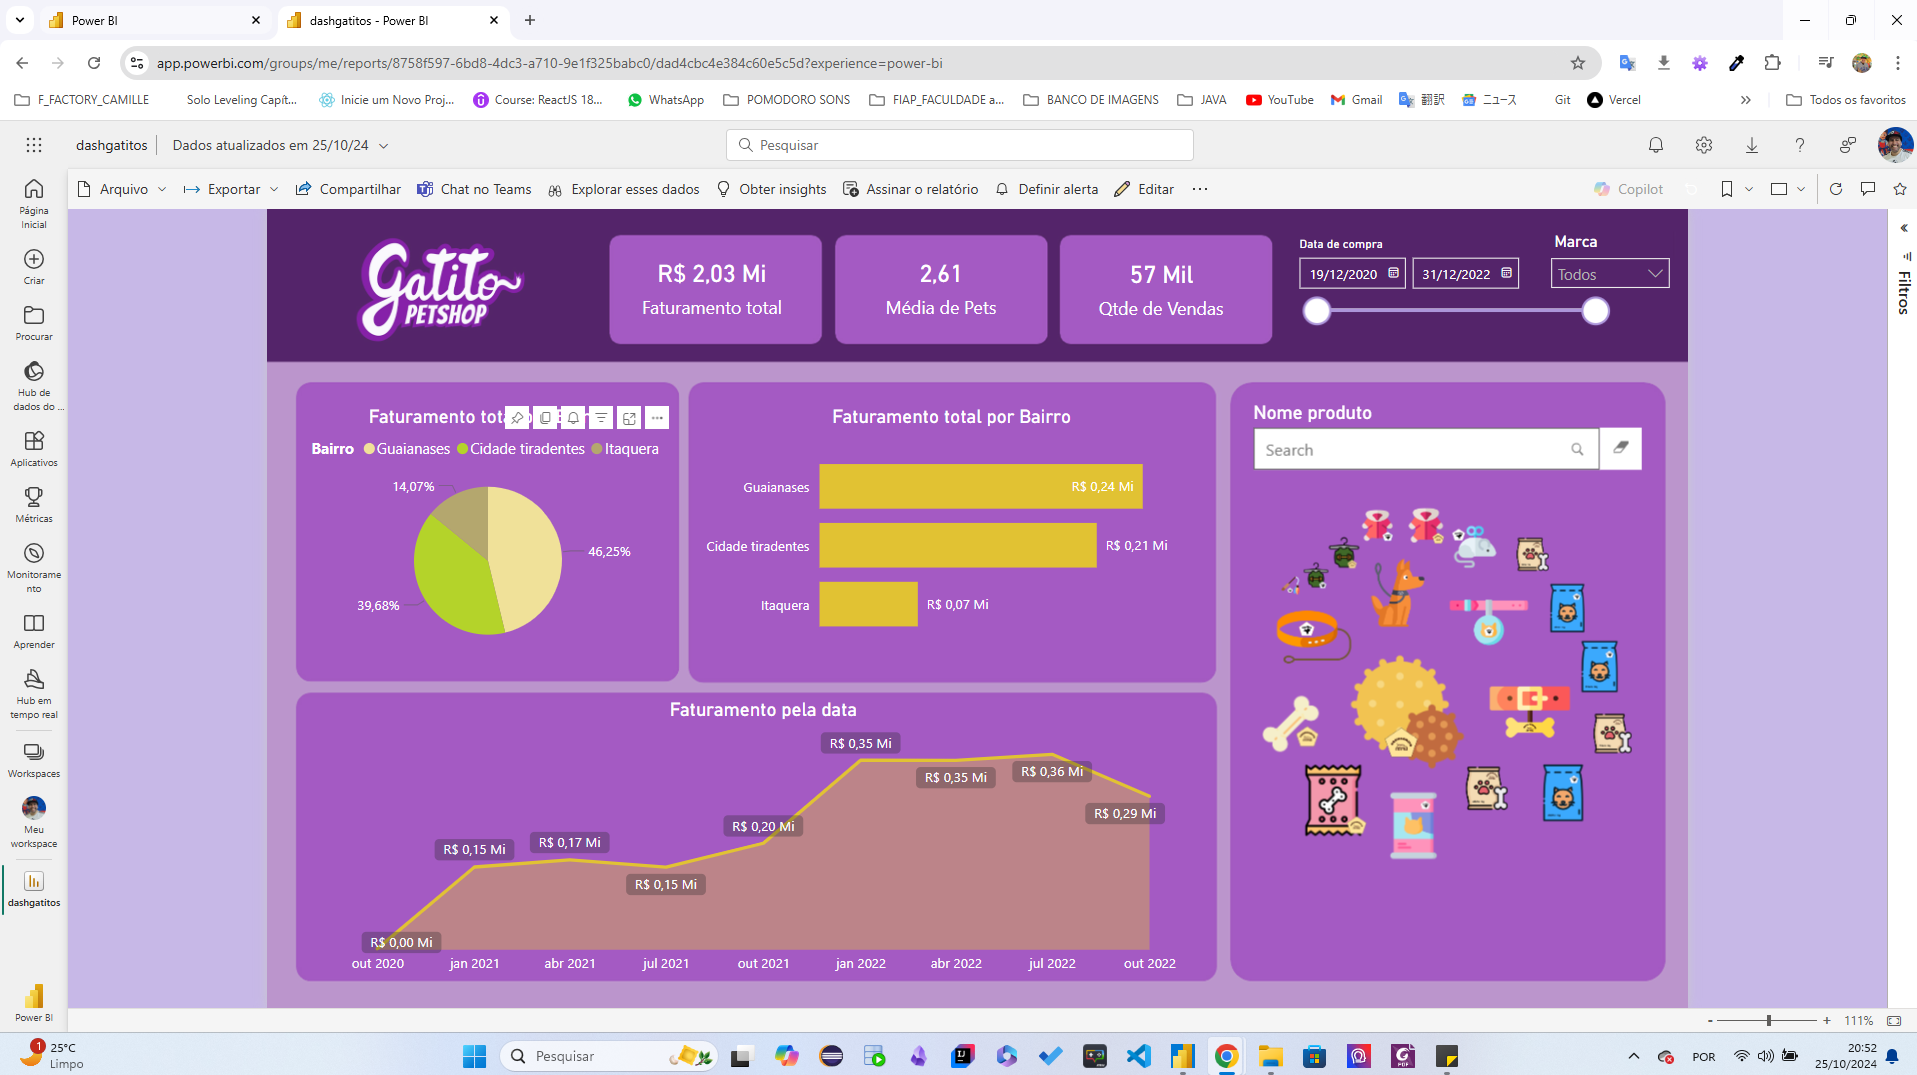 Power BI
dashgatitos - Power BI
app.powerbi.com/groups/me/reports/8758f597-6bd8-4dc3-a710-9e1f325babc0/dad4cbc4e384c60e5c5d?experience=power-bi
F_FACTORY_CAMILLE
Solo Leveling Capít...
Inicie um Novo Proj...
Course: ReactJS 18...
WhatsApp
POMODORO SONS
FIAP_FACULDADE a...
BANCO DE IMAGENS
JAVA
YouTube
Gmail
翻訳
ニュース
Git
Vercel
Todos os favoritos
dashgatitos
Dados atualizados em 25/10/24
Pesquisar
Arquivo
Exportar
Compartilhar
Chat no Teams
Explorar esses dados
Obter insights
Assinar o relatório
Definir alerta
Editar
Copilot
Página
Inicial
Criar
Procurar
Hub de
dados do ...
Aplicativos
Métricas
Monitorame
nto
Aprender
Hub em
tempo real
Workspaces
Meu
workspace
dashgatitos
Power BI
Gatito
PETSHOP
R$ 2,03 Mi
Faturamento total
2,61
Média de Pets
57 Mil
Qtde de Vendas
Data de compra
19/12/2020
31/12/2022
Marca
Todos
Filtros
Faturamento tot
Bairro
Guaianases
Cidade tiradentes
Itaquera
14,07%
46,25%
39,68%
Faturamento total por Bairro
Guaianases
R$ 0,24 Mi
Cidade tiradentes
R$ 0,21 Mi
Itaquera
R$ 0,07 Mi
Nome produto
Search
Faturamento pela data
R$ 0,00 Mi
R$ 0,15 Mi
R$ 0,17 Mi
R$ 0,15 Mi
R$ 0,20 Mi
R$ 0,35 Mi
R$ 0,35 Mi
R$ 0,36 Mi
R$ 0,29 Mi
out 2020
jan 2021
abr 2021
jul 2021
out 2021
jan 2022
abr 2022
jul 2022
out 2022
- + 111%
1
25°C
Limpo
Pesquisar
POR
20:52
25/10/2024